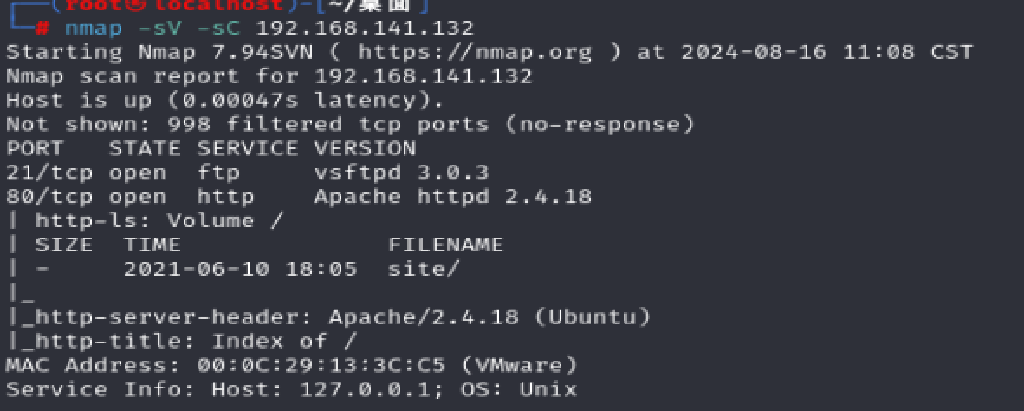 (root㉿localhost)-[~/桌面]
└─# nmap -sV -sC 192.168.141.132
Starting Nmap 7.94SVN ( https://nmap.org ) at 2024-08-16 11:08 CST
Nmap scan report for 192.168.141.132
Host is up (0.00047s latency).
Not shown: 998 filtered tcp ports (no-response)
PORT   STATE SERVICE VERSION
21/tcp open  ftp     vsftpd 3.0.3
80/tcp open  http    Apache httpd 2.4.18
| http-ls: Volume /
| SIZE  TIME              FILENAME
| -     2021-06-10 18:05  site/
|_
|_http-server-header: Apache/2.4.18 (Ubuntu)
|_http-title: Index of /
MAC Address: 00:0C:29:13:3C:C5 (VMware)
Service Info: Host: 127.0.0.1; OS: Unix